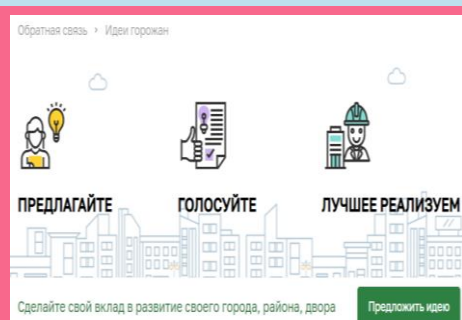 Обратная связь > Идеи горожан
ПРЕДЛАГАЙТЕ ГОЛОСУЙТЕ ЛУЧШЕЕ РЕАЛИЗУЕМ
Сделайте свой вклад в развитие своего города, района, двора Предложить идею